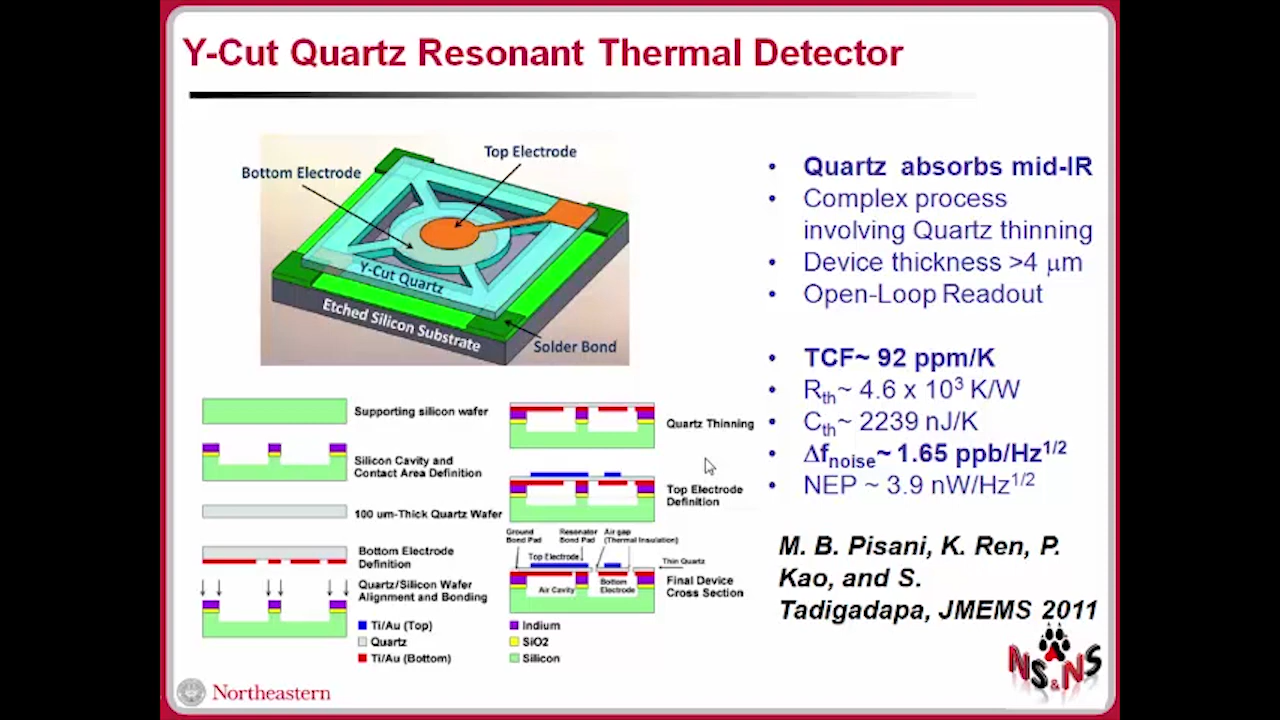 Y-Cut Quartz Resonant Thermal Detector
Top Electrode
Bottom Electrode
Y-Cut Quartz
Etched Silicon Substrate
Solder Bond
• Quartz absorbs mid-IR
• Complex process
involving Quartz thinning
• Device thickness >4 μm
• Open-Loop Readout
• TCF~ 92 ppm/K
• Rth~ 4.6 x 10³ K/W
• Cth~ 2239 nJ/K
• Δfnoise~ 1.65 ppb/Hz1/2
• NEP ~ 3.9 nW/Hz1/2
M. B. Pisani, K. Ren, P.
Kao, and S.
Tadigadapa, JMEMS 2011
Supporting silicon wafer
Silicon Cavity and
Contact Area Definition
100 um-Thick Quartz Wafer
Bottom Electrode
Definition
Quartz/Silicon Wafer
Alignment and Bonding
Ti/Au (Top)
Quartz
Ti/Au (Bottom)
Quartz Thinning
Top Electrode
Definition
Ground
Bond Pad
Resonator
Bond Pad
Air gap
(Thermal Insulation)
Top Electrode
Thin Quartz
Air Cavity
Bottom
Electrode
Final Device
Cross Section
Indium
SiO2
Silicon
Northeastern
NS&NS